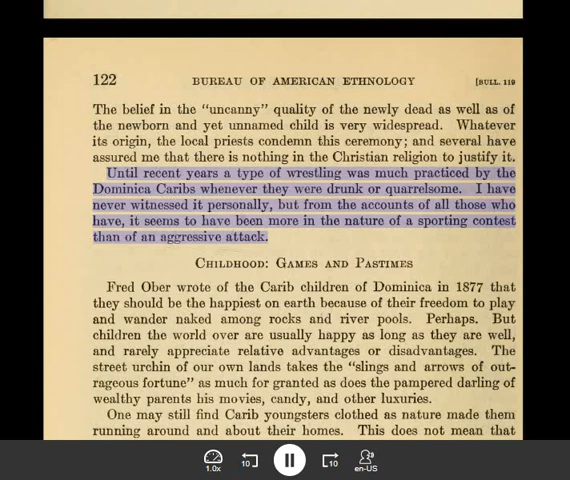 122 BUREAU OF AMERICAN ETHNOLOGY [BULL. 119
The belief in the "uncanny" quality of the newly dead as well as of
the newborn and yet unnamed child is very widespread. Whatever
its origin, the local priests condemn this ceremony; and several have
assured me that there is nothing in the Christian religion to justify it.
Until recent years a type of wrestling was much practiced by the
Dominica Caribs whenever they were drunk or quarrelsome. I have
never witnessed it personally, but from the accounts of all those who
have, it seems to have been more in the nature of a sporting contest
than of an aggressive attack.
CHILDHOOD: GAMES AND PASTIMES
Fred Ober wrote of the Carib children of Dominica in 1877 that
they should be the happiest on earth because of their freedom to play
and wander naked among rocks and river pools. Perhaps. But
children the world over are usually happy as long as they are well,
and rarely appreciate relative advantages or disadvantages. The
street urchin of our own lands takes the "slings and arrows of out-
rageous fortune" as much for granted as does the pampered darling of
wealthy parents his movies, candy, and other luxuries.
One may still find Carib youngsters clothed as nature made them
running around and about their homes. This does not mean that
1.0x 10 10 en-US